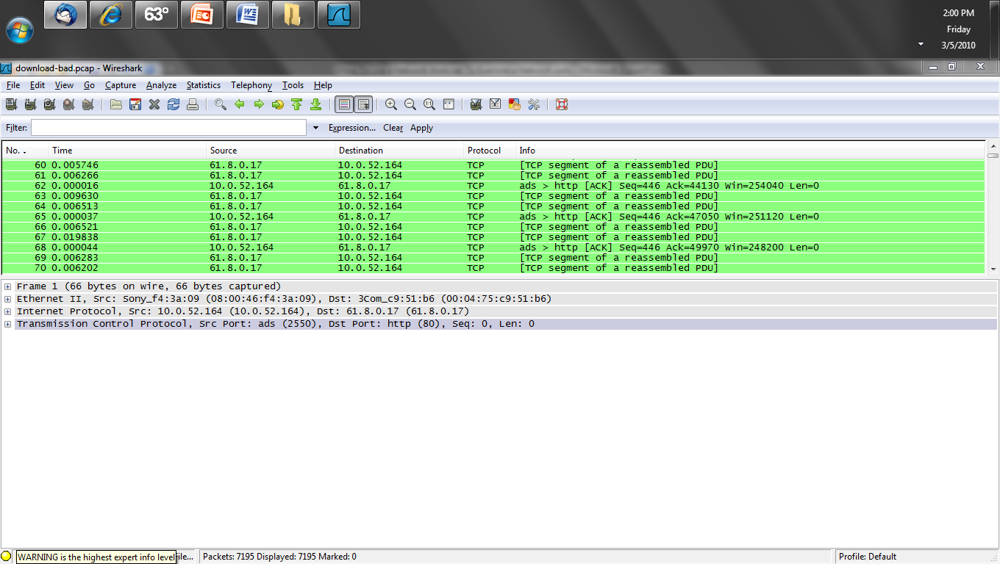 63°
2:00 PM
Friday
3/5/2010
download-bad.pcap - Wireshark
File Edit View Go Capture Analyze Statistics Telephony Tools Help
Filter: Expression... Clear Apply
No. Time Source Destination Protocol Info
60 0.005746 61.8.0.17 10.0.52.164 TCP [TCP segment of a reassembled PDU]
61 0.006266 61.8.0.17 10.0.52.164 TCP [TCP segment of a reassembled PDU]
62 0.000016 10.0.52.164 61.8.0.17 TCP ads > http [ACK] Seq=446 Ack=44130 Win=254040 Len=0
63 0.009630 61.8.0.17 10.0.52.164 TCP [TCP segment of a reassembled PDU]
64 0.006513 61.8.0.17 10.0.52.164 TCP [TCP segment of a reassembled PDU]
65 0.000037 10.0.52.164 61.8.0.17 TCP ads > http [ACK] Seq=446 Ack=47050 Win=251120 Len=0
66 0.006521 61.8.0.17 10.0.52.164 TCP [TCP segment of a reassembled PDU]
67 0.019838 61.8.0.17 10.0.52.164 TCP [TCP segment of a reassembled PDU]
68 0.000044 10.0.52.164 61.8.0.17 TCP ads > http [ACK] Seq=446 Ack=49970 Win=248200 Len=0
69 0.006283 61.8.0.17 10.0.52.164 TCP [TCP segment of a reassembled PDU]
70 0.006202 61.8.0.17 10.0.52.164 TCP [TCP segment of a reassembled PDU]
Frame 1 (66 bytes on wire, 66 bytes captured)
Ethernet II, Src: Sony_f4:3a:09 (08:00:46:f4:3a:09), Dst: 3Com_c9:51:b6 (00:04:75:c9:51:b6)
Internet Protocol, Src: 10.0.52.164 (10.0.52.164), Dst: 61.8.0.17 (61.8.0.17)
Transmission Control Protocol, Src Port: ads (2550), Dst Port: http (80), Seq: 0, Len: 0
WARNING is the highest expert info level ile... Packets: 7195 Displayed: 7195 Marked: 0 Profile: Default